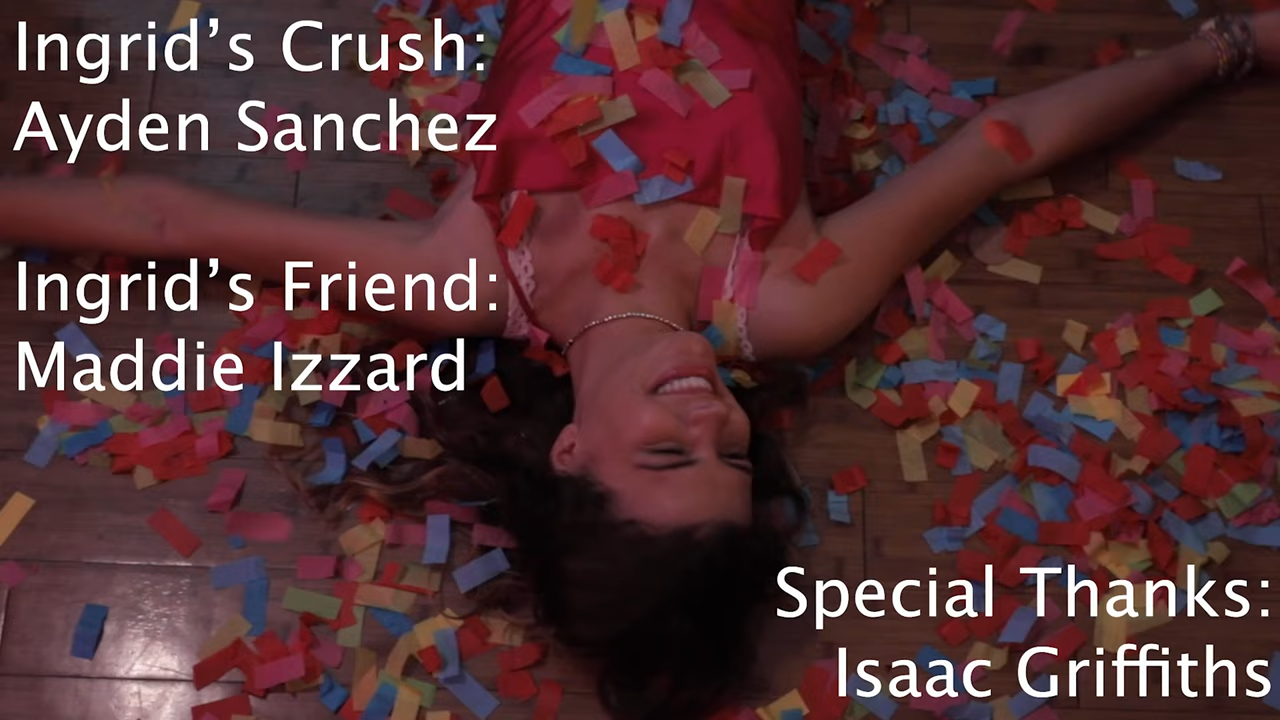 Ingrid’s Crush:
Ayden Sanchez
Ingrid’s Friend:
Maddie Izzard
Special Thanks:
Isaac Griffiths